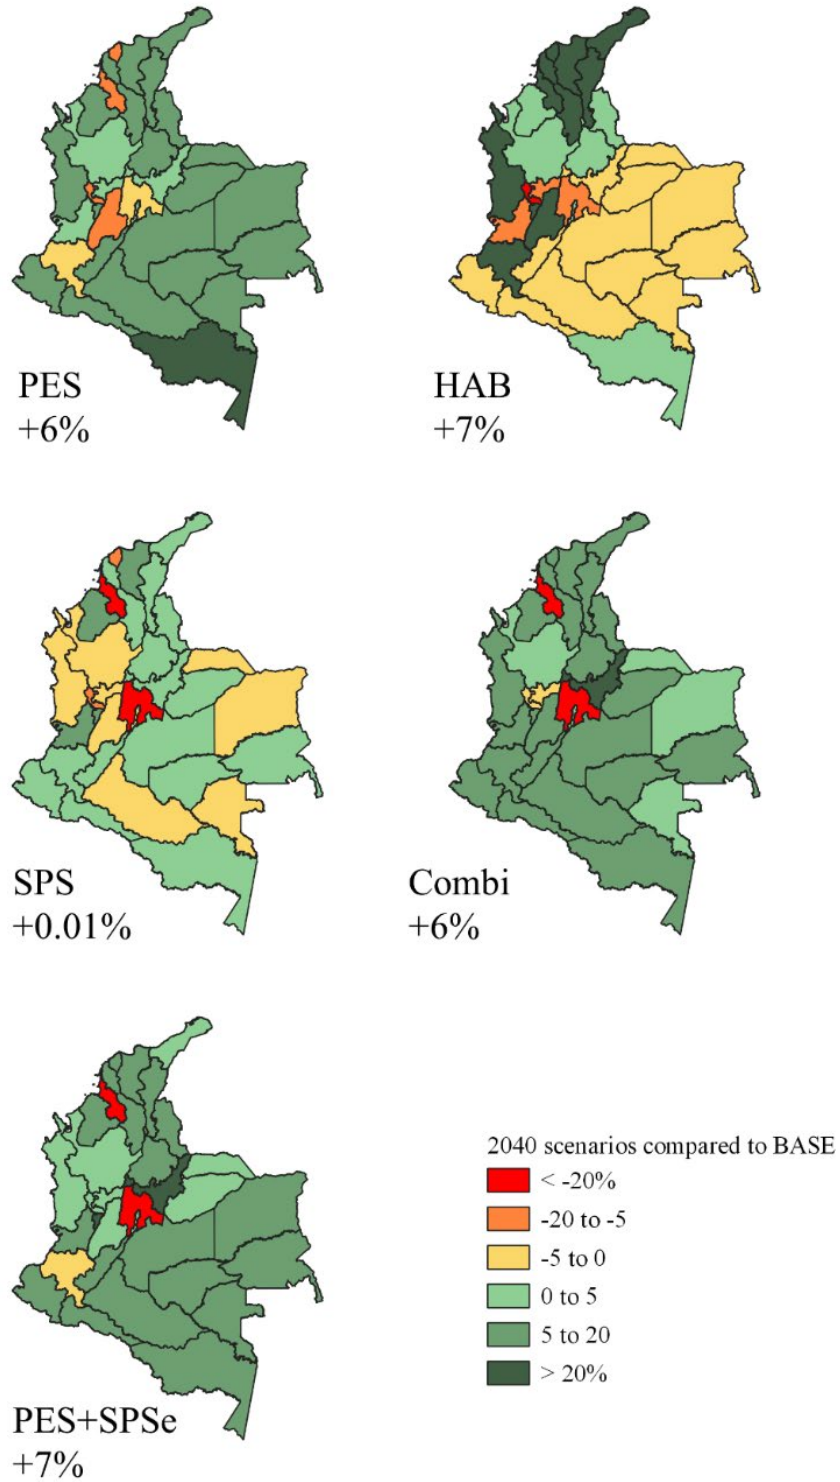 PES
+6%
HAB
+7%
SPS
+0.01%
Combi
+6%
PES+SPSe
+7%
2040 scenarios compared to BASE
< -20%
-20 to -5
-5 to 0
0 to 5
5 to 20
> 20%